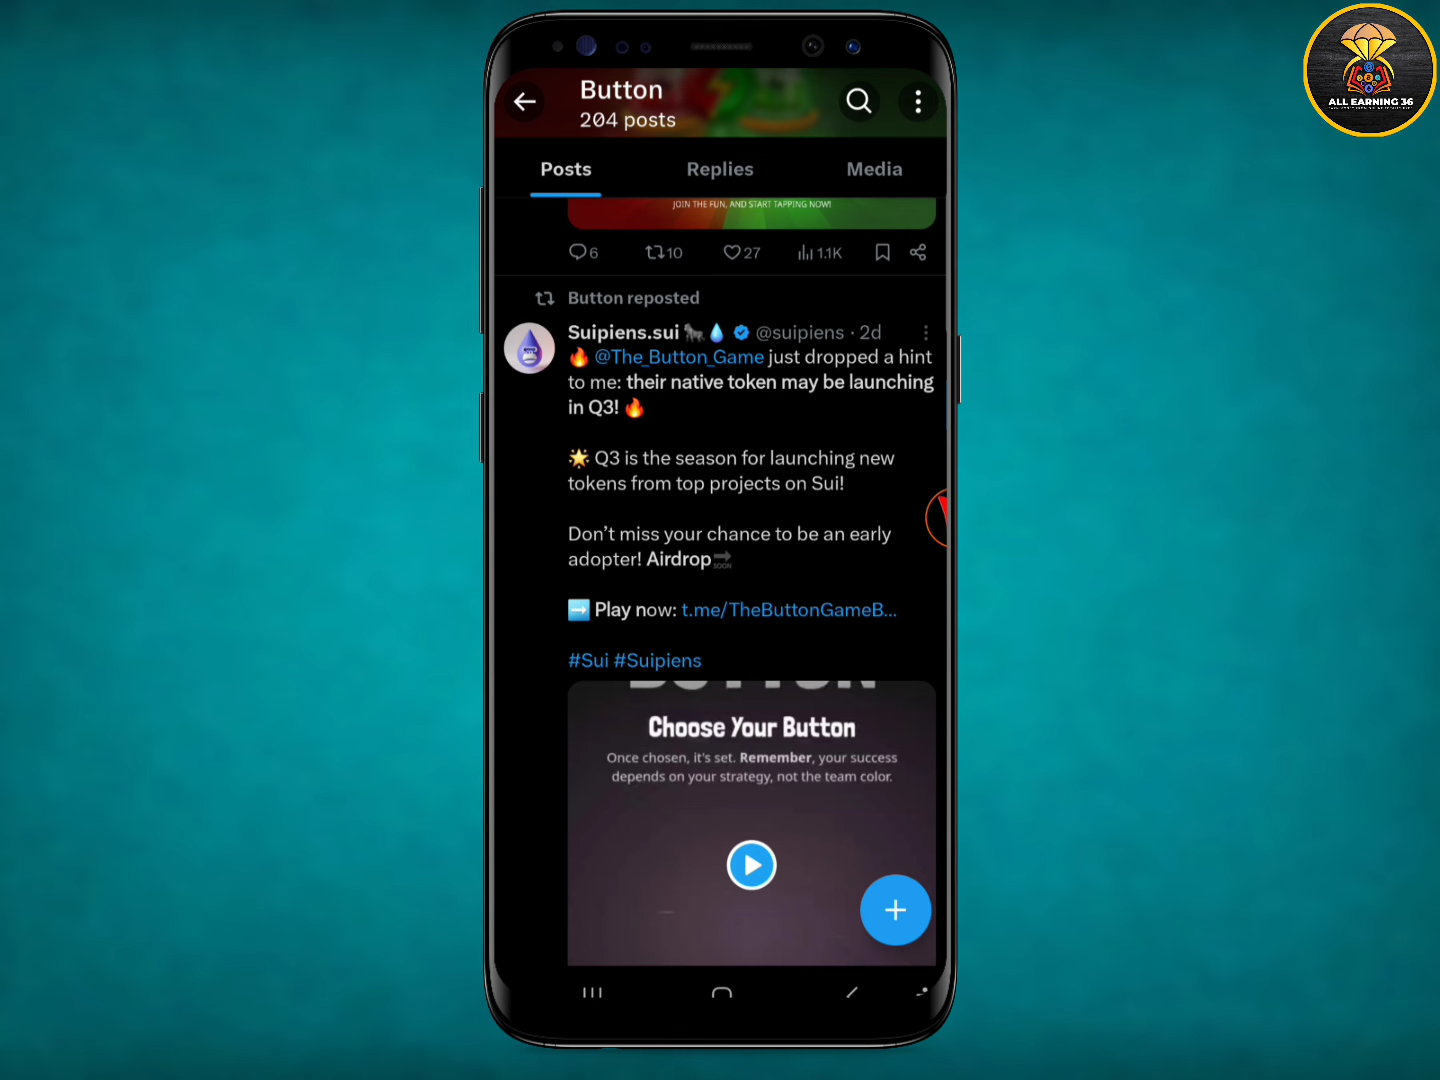 ALL EARNING 36
Button
204 posts
Posts
Replies
Media
JOIN THE FUN, AND START TAPPING NOW!
6
10
27
1.1K
Button reposted
Suipiens.sui 🐂💧 @suipiens · 2d
🔥 @The_Button_Game just dropped a hint
to me: their native token may be launching
in Q3! 🔥
🌟 Q3 is the season for launching new
tokens from top projects on Sui!
Don’t miss your chance to be an early
adopter! Airdrop🔜
➡️ Play now: t.me/TheButtonGameB...
#Sui #Suipiens
BUTTON
Choose Your Button
Once chosen, it's set. Remember, your success
depends on your strategy, not the team color.